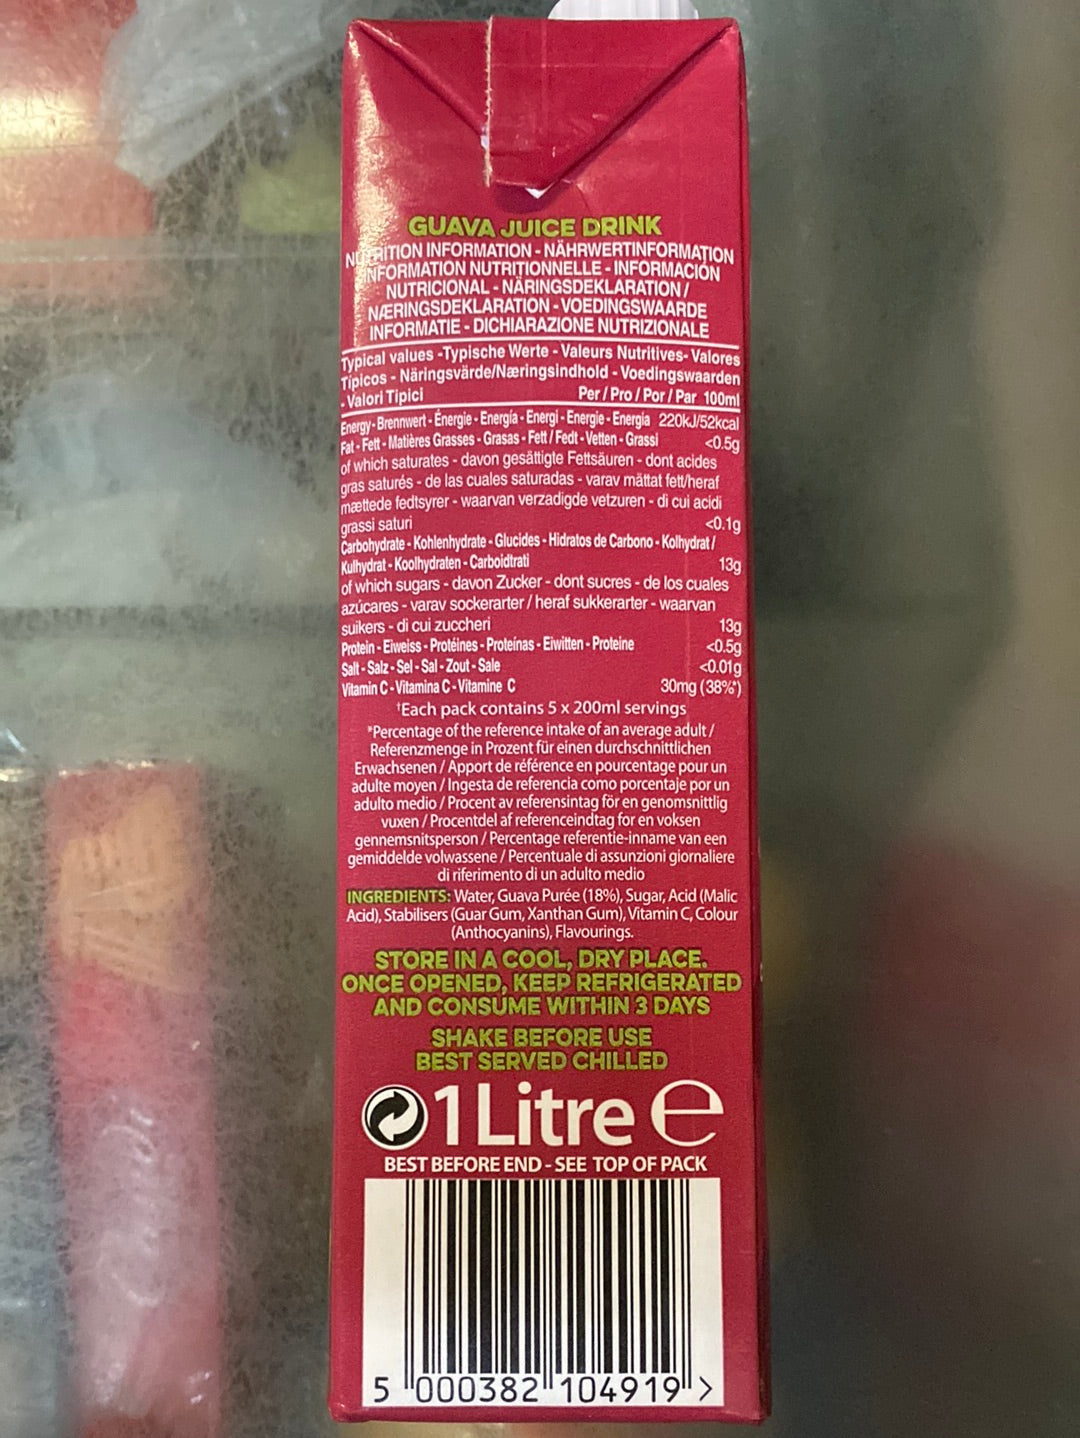 GUAVA JUICE DRINK
NUTRITION INFORMATION - NÄHRWERTINFORMATION
INFORMATION NUTRITIONNELLE - INFORMACIÓN
NUTRICIONAL - NÄRINGSDEKLARATION /
NÆRINGSDEKLARATION - VOEDINGSWAARDE
INFORMATIE - DICHIARAZIONE NUTRIZIONALE
Typical values -Typische Werte - Valeurs Nutritives- Valores
Típicos - Näringsvärde/Næringsindhold - Voedingswaarden
- Valori Tipici Per / Pro / Por / Par 100ml
Energy - Brennwert - Énergie - Energía - Energi - Energie - Energia 220kJ/52kcal
Fat - Fett - Matières Grasses - Grasas - Fett / Fedt - Vetten - Grassi <0.5g
of which saturates - davon gesättigte Fettsäuren - dont acides
gras saturés - de las cuales saturadas - varav mättat fett/heraf
mættede fedtsyrer - waarvan verzadigde vetzuren - di cui acidi
grassi saturi <0.1g
Carbohydrate - Kohlenhydrate - Glucides - Hidratos de Carbono - Kolhydrat /
Kulhydrat - Koolhydraten - Carboidtrati 13g
of which sugars - davon Zucker - dont sucres - de los cuales
azúcares - varav sockerarter / heraf sukkerarter - waarvan
suikers - di cui zuccheri 13g
Protein - Eiweiss - Protéines - Proteínas - Eiwitten - Proteine <0.5g
Salt - Salz - Sel - Sal - Zout - Sale <0.01g
Vitamin C - Vitamina C - Vitamine C 30mg (38%*)
†Each pack contains 5 x 200ml servings
*Percentage of the reference intake of an average adult /
Referenzmenge in Prozent für einen durchschnittlichen
Erwachsenen / Apport de référence en pourcentage pour un
adulte moyen / Ingesta de referencia como porcentaje por un
adulto medio / Procent av referensintag för en genomsnittlig
vuxen / Procentdel af referenceindtag for en voksen
gennemsnitsperson / Percentage referentie-inname van een
gemiddelde volwassene / Percentuale di assunzioni giornaliere
di riferimento di un adulto medio
INGREDIENTS: Water, Guava Purée (18%), Sugar, Acid (Malic
Acid), Stabilisers (Guar Gum, Xanthan Gum), Vitamin C, Colour
(Anthocyanins), Flavourings.
STORE IN A COOL, DRY PLACE.
ONCE OPENED, KEEP REFRIGERATED
AND CONSUME WITHIN 3 DAYS
SHAKE BEFORE USE
BEST SERVED CHILLED
1 Litre e
BEST BEFORE END - SEE TOP OF PACK
5 000382 104919 >